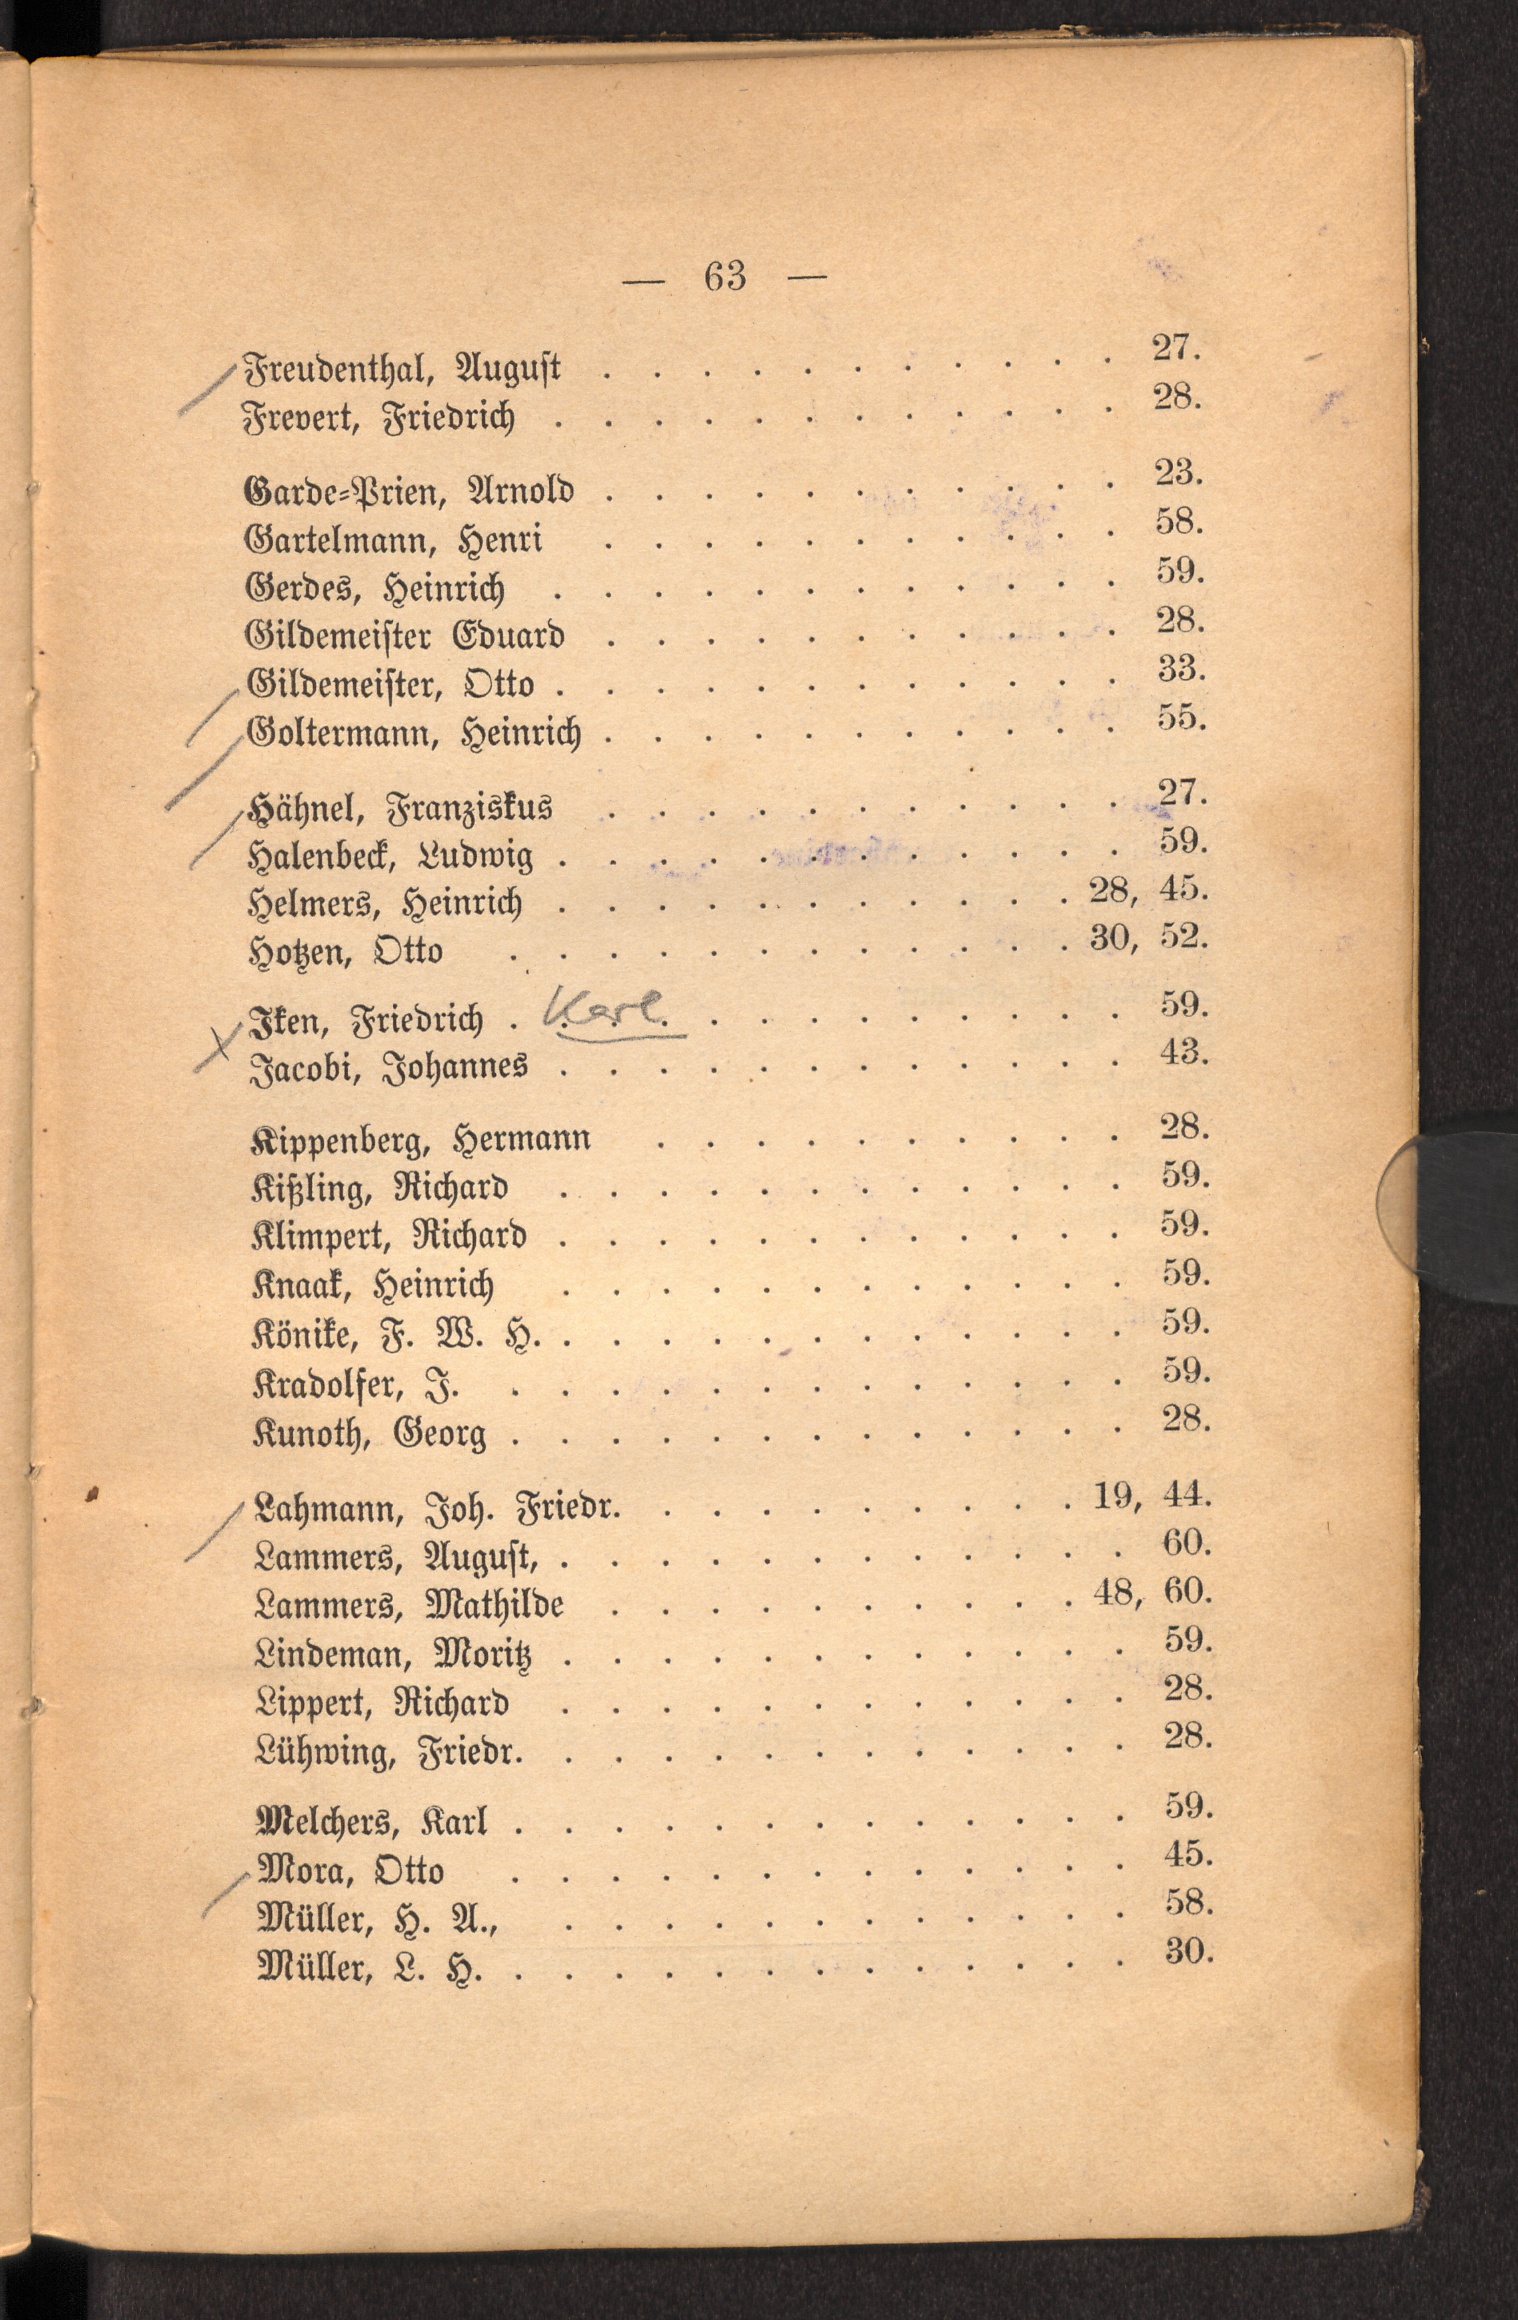 — 63 —
Freudenthal, August . . . . . . . . . . . 27.
Frevert, Friedrich . . . . . . . . . . . . 28.
Garde-Prien, Arnold . . . . . . . . . . . 23.
Gartelmann, Henri . . . . . . . . . . . 58.
Gerdes, Heinrich . . . . . . . . . . . . 59.
Gildemeister Eduard . . . . . . . . . . . 28.
Gildemeister, Otto . . . . . . . . . . . . 33.
Goltermann, Heinrich . . . . . . . . . . . 55.
Hähnel, Franziskus . . . . . . . . . . . 27.
Halenbeck, Ludwig . . . . . . . . . . . . 59.
Helmers, Heinrich . . . . . . . . . . . 28, 45.
Hotzen, Otto . . . . . . . . . . . . 30, 52.
Iken, Friedrich . Karl . . . . . . . . . . 59.
Jacobi, Johannes . . . . . . . . . . . . 43.
Kippenberg, Hermann . . . . . . . . . . 28.
Kißling, Richard . . . . . . . . . . . . 59.
Klimpert, Richard . . . . . . . . . . . . 59.
Knaak, Heinrich . . . . . . . . . . . . 59.
Könike, F. W. H. . . . . . . . . . . . . 59.
Kradolfer, J. . . . . . . . . . . . . . 59.
Kunoth, Georg . . . . . . . . . . . . . 28.
Lahmann, Joh. Friedr. . . . . . . . . . 19, 44.
Lammers, August, . . . . . . . . . . . . 60.
Lammers, Mathilde . . . . . . . . . . 48, 60.
Lindeman, Moritz . . . . . . . . . . . . 59.
Lippert, Richard . . . . . . . . . . . . 28.
Lühwing, Friedr. . . . . . . . . . . . . 28.
Melchers, Karl . . . . . . . . . . . . . 59.
Mora, Otto . . . . . . . . . . . . . 45.
Müller, H. A., . . . . . . . . . . . . 58.
Müller, L. H. . . . . . . . . . . . . . 30.